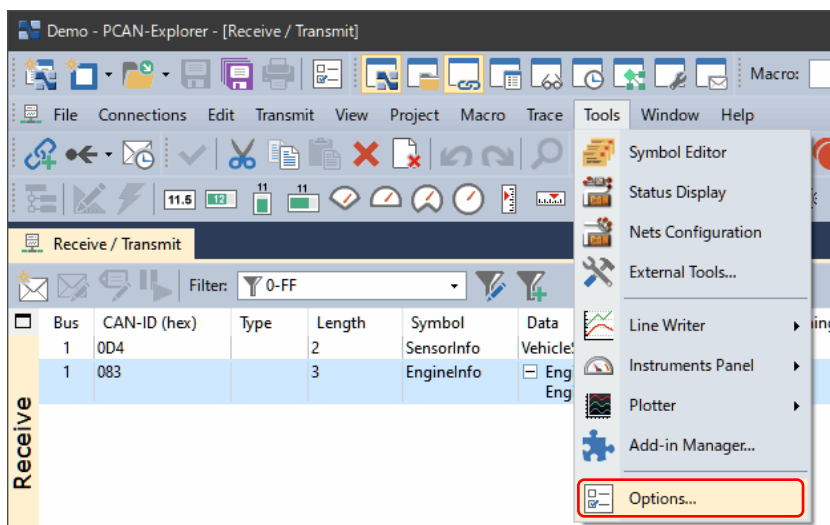 Demo - PCAN-Explorer - [Receive / Transmit]
Macro:
File Connections Edit Transmit View Project Macro Trace Tools Window Help
11.5 12 11 11
Receive / Transmit
Filter: 0-FF
Bus CAN-ID (hex) Type Length Symbol Data
1 0D4 2 SensorInfo Vehicle
1 083 3 EngineInfo Eng
Eng
Receive
Symbol Editor
Status Display
Nets Configuration
External Tools...
Line Writer
Instruments Panel
Plotter
Add-in Manager...
Options...